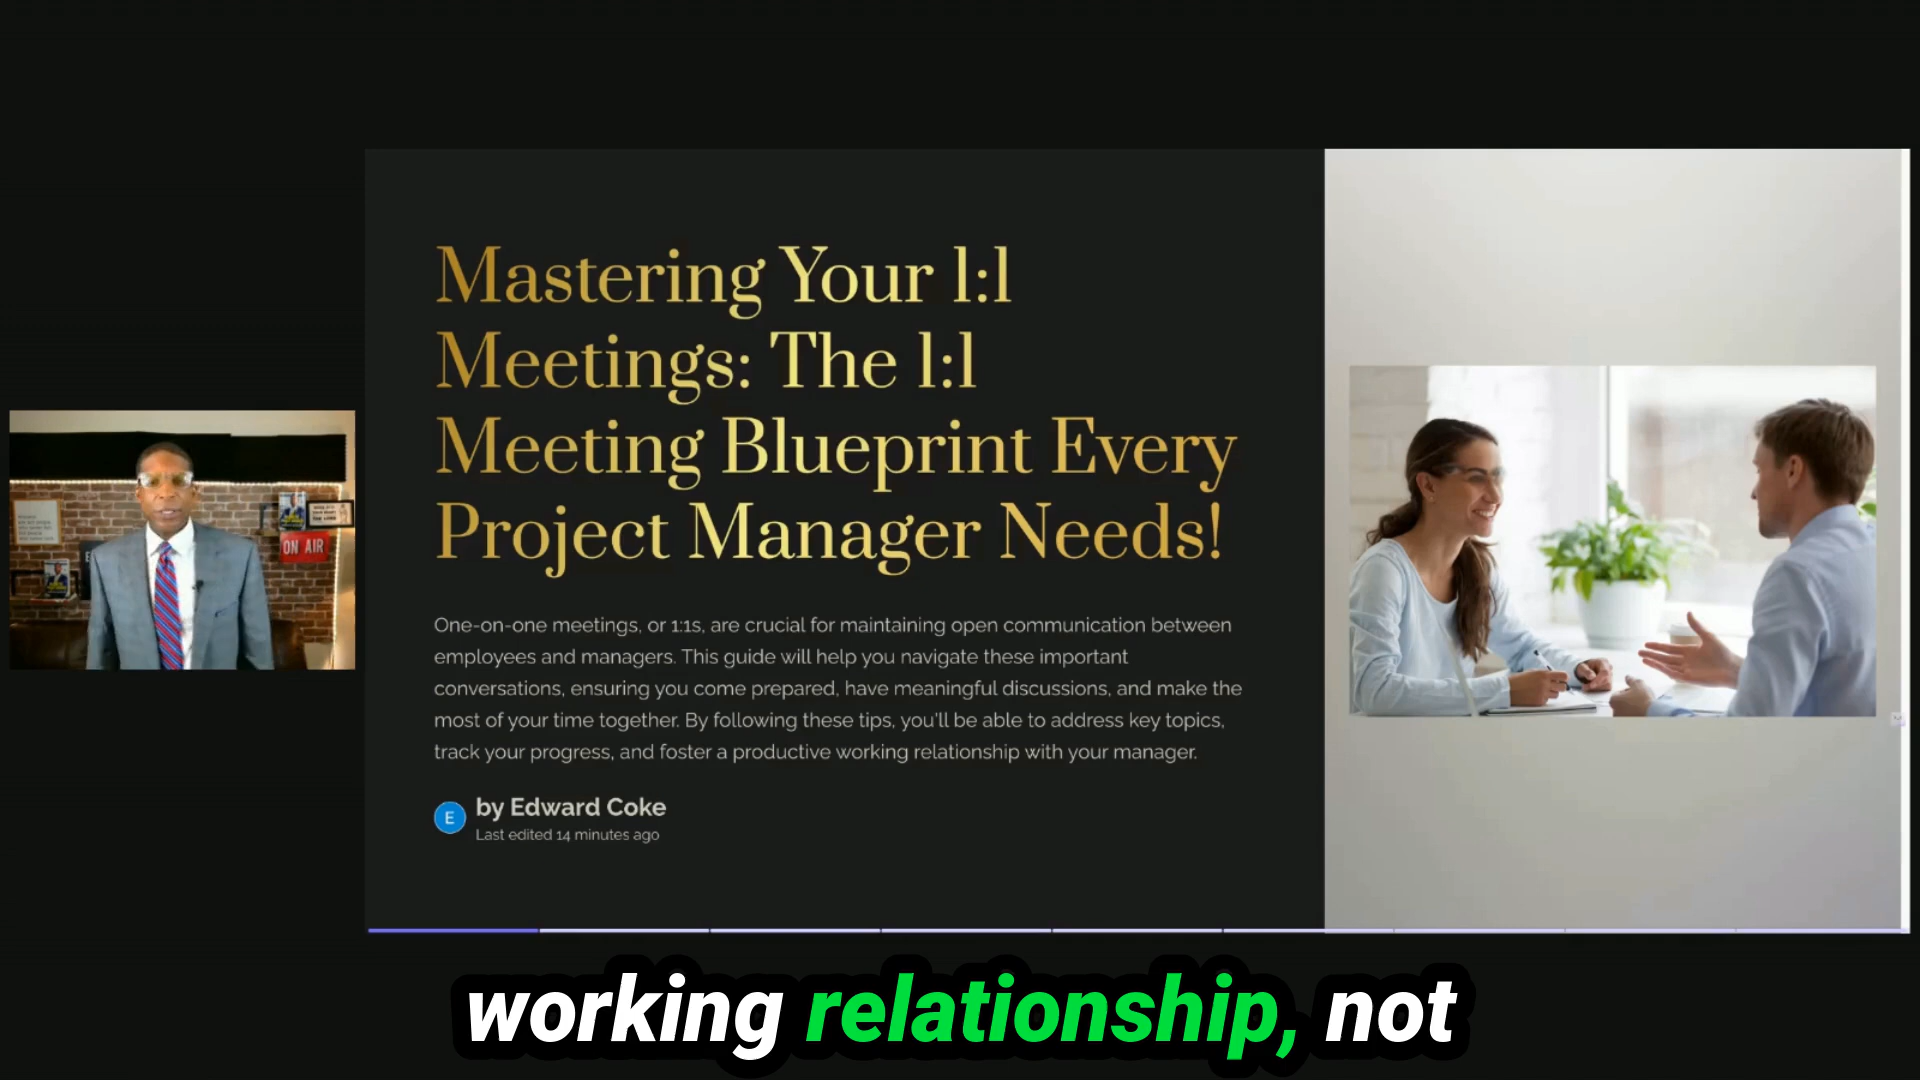 Mastering Your 1:1
Meetings: The 1:1
Meeting Blueprint Every
Project Manager Needs!
One-on-one meetings, or 1:1s, are crucial for maintaining open communication between
employees and managers. This guide will help you navigate these important
conversations, ensuring you come prepared, have meaningful discussions, and make the
most of your time together. By following these tips, you'll be able to address key topics,
track your progress, and foster a productive working relationship with your manager.
E
by Edward Coke
Last edited 14 minutes ago
ON AIR
working relationship, not